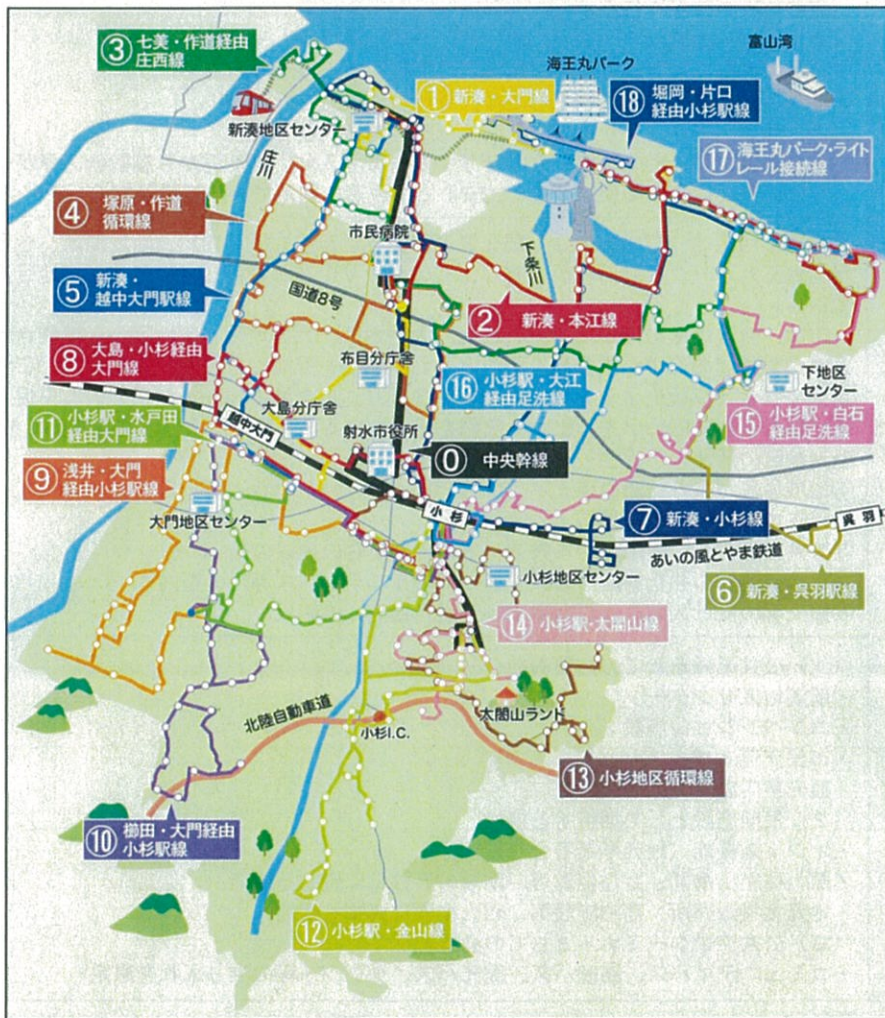 ③ 七美・作道経由
庄西線
富山湾
海王丸パーク
① 新湊・大門線
⑱ 堀岡・片口
経由小杉駅線
新湊地区センター
庄川
⑰ 海王丸パーク・ライト
レール接続線
④ 塚原・作道
循環線
市民病院
下条川
⑤ 新湊・
越中大門駅線
国道8号
② 新湊・本江線
⑧ 大島・小杉経由
大門線
布目分庁舎
⑯ 小杉駅・大江
経由足洗線
下地区
センター
大島分庁舎
⑮ 小杉駅・白石
経由足洗線
⑪ 小杉駅・水戸田
経由大門線
越中大門
射水市役所
⓪ 中央幹線
⑨ 浅井・大門
経由小杉駅線
大門地区センター
小杉
⑦ 新湊・小杉線
呉羽
あいの風とやま鉄道
小杉地区センター
⑥ 新湊・呉羽駅線
⑭ 小杉駅・太閤山線
北陸自動車道
太閤山ランド
小杉I.C.
⑬ 小杉地区循環線
⑩ 櫛田・大門経由
小杉駅線
⑫ 小杉駅・金山線